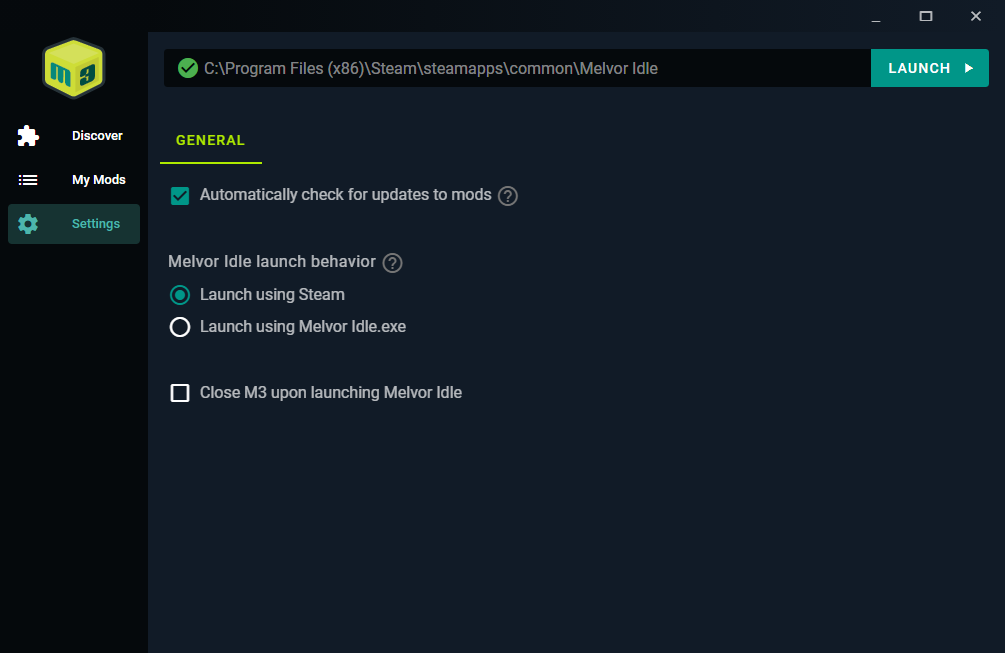 m3
C:\Program Files (x86)\Steam\steamapps\common\Melvor Idle
LAUNCH
Discover
My Mods
Settings
GENERAL
Automatically check for updates to mods ?
Melvor Idle launch behavior ?
Launch using Steam
Launch using Melvor Idle.exe
Close M3 upon launching Melvor Idle